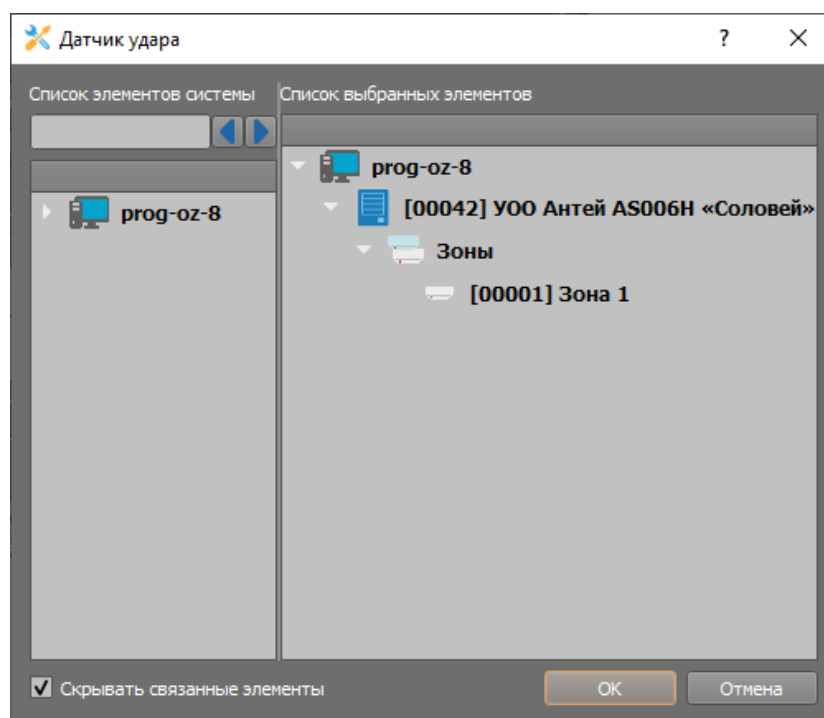 Датчик удара
Список элементов системы
Список выбранных элементов
prog-oz-8
prog-oz-8
[00042] УОО Антей AS006H «Соловей»
Зоны
[00001] Зона 1
Скрывать связанные элементы
OK
Отмена